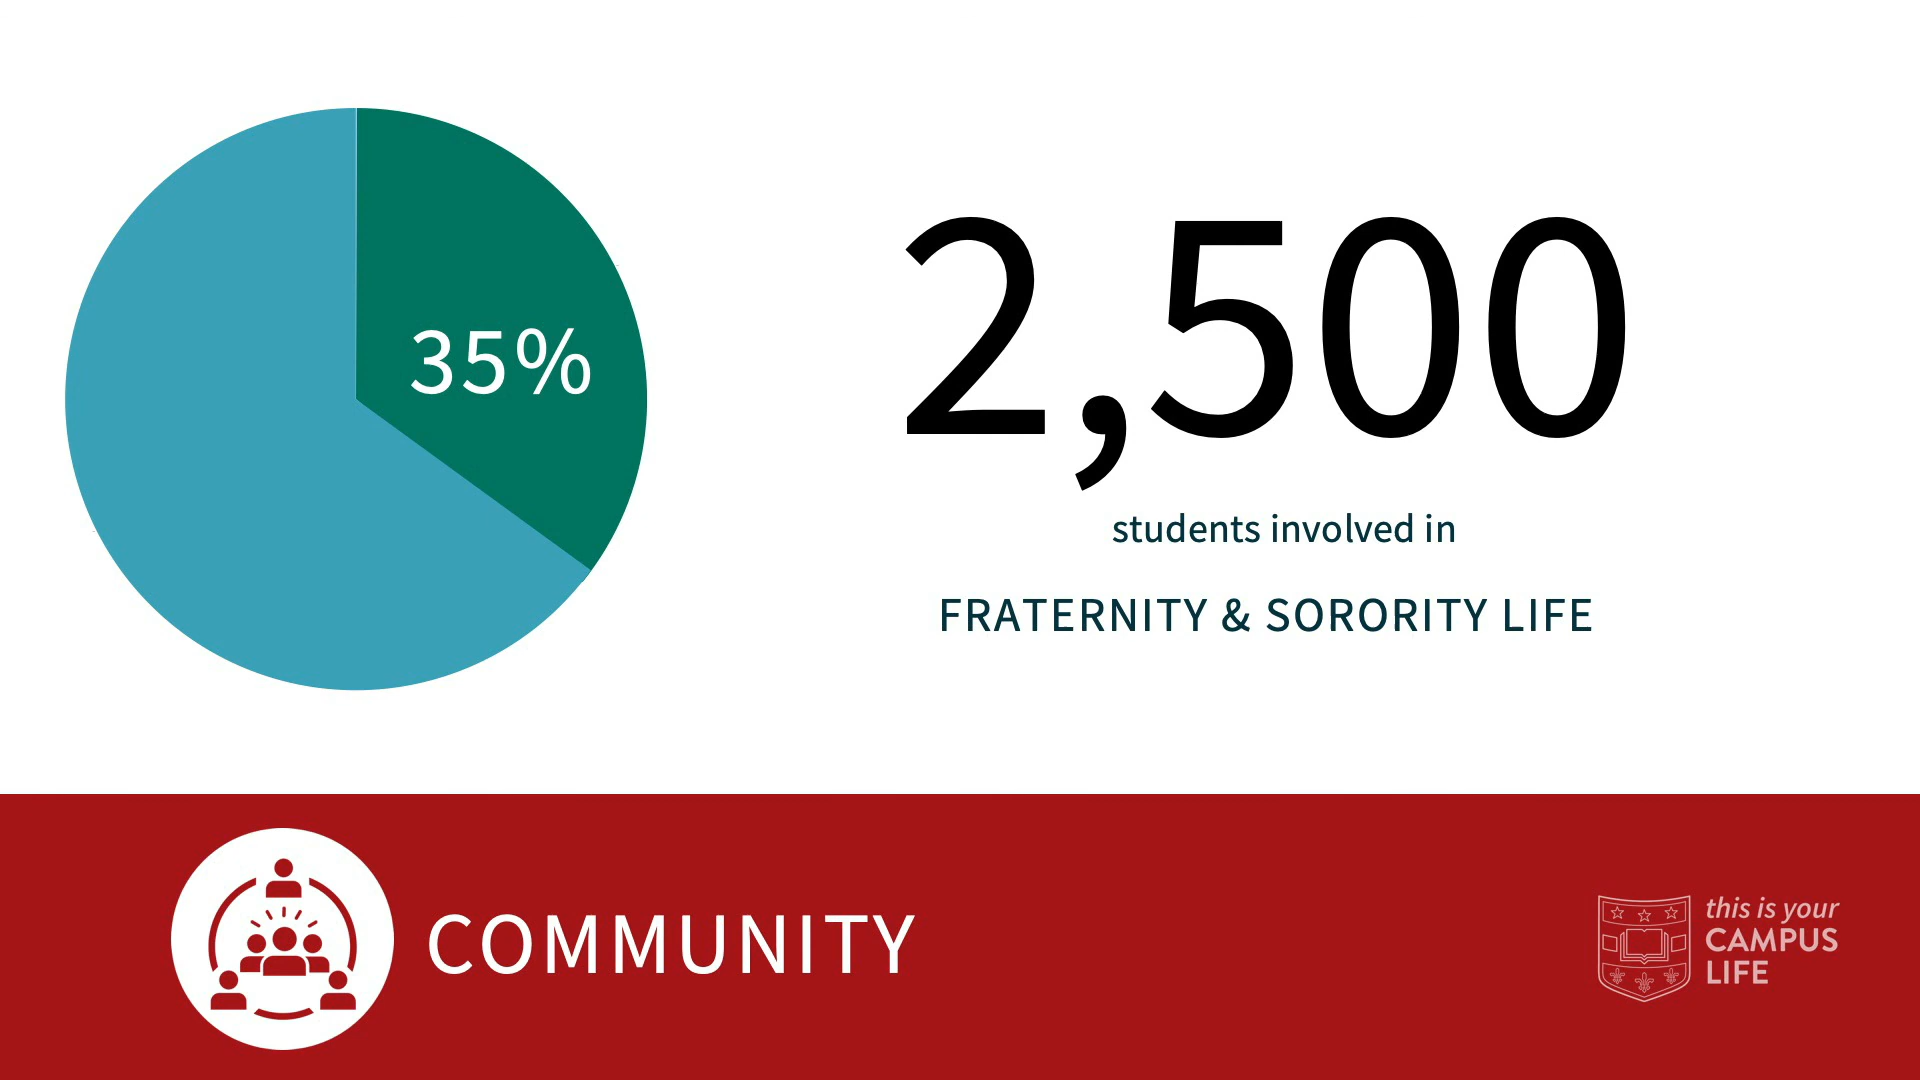 35%
2,500
students involved in
FRATERNITY & SORORITY LIFE
COMMUNITY
this is your
CAMPUS
LIFE